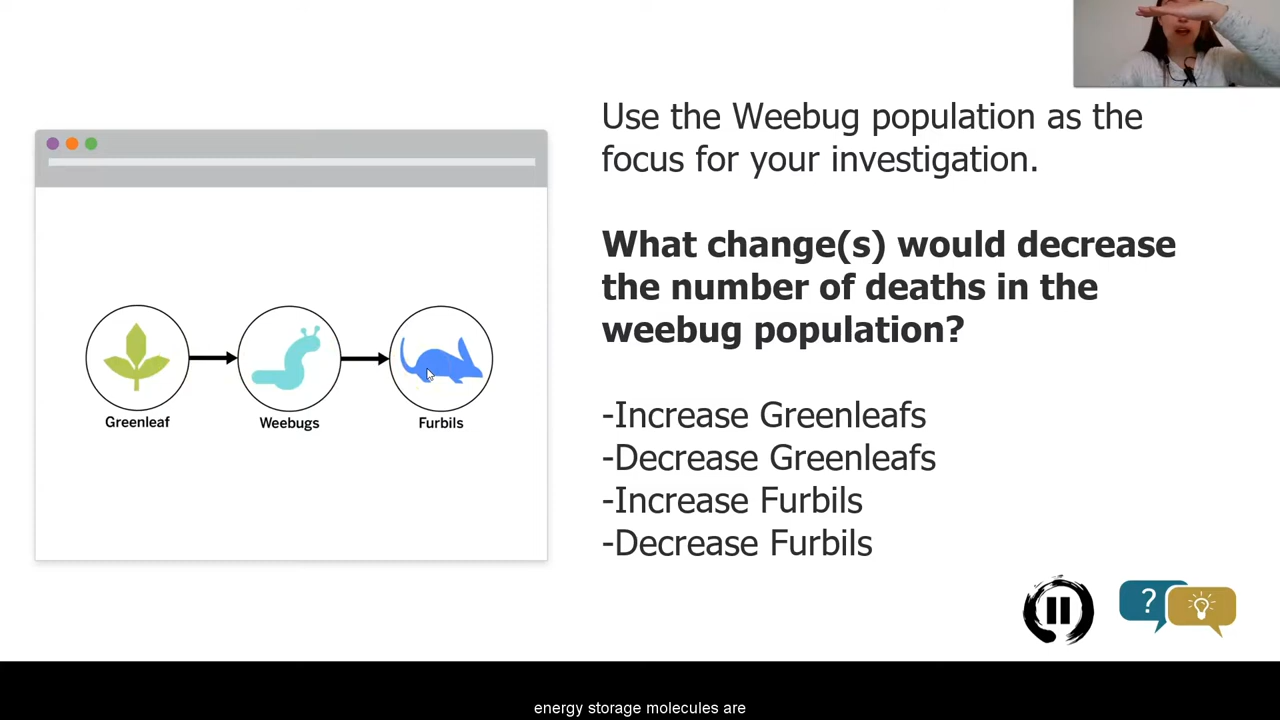 Use the Weebug population as the
focus for your investigation.
What change(s) would decrease
the number of deaths in the
weebug population?
Greenleaf
Weebugs
Furbils
-Increase Greenleafs
-Decrease Greenleafs
-Increase Furbils
-Decrease Furbils
?
energy storage molecules are